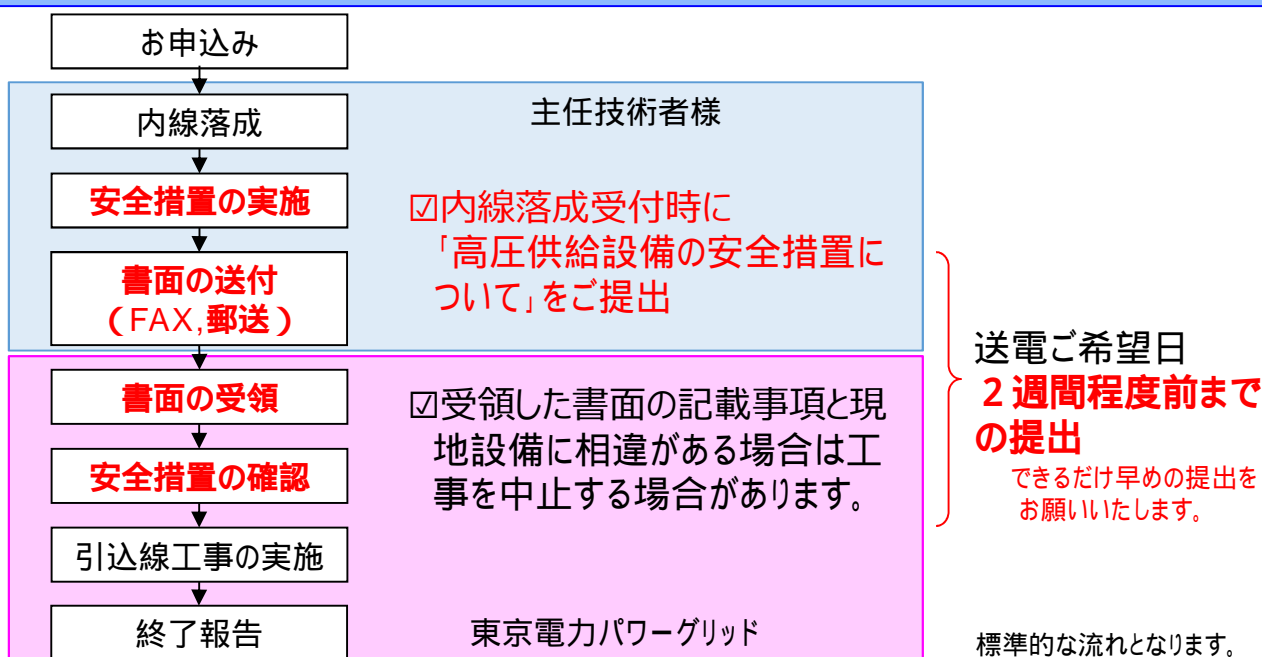 お申込み
内線落成
主任技術者様
安全措置の実施
☑内線落成受付時に
「高圧供給設備の安全措置に
ついて」をご提出
書面の送付
(FAX,郵送)
書面の受領
☑受領した書面の記載事項と現
地設備に相違がある場合は工
事を中止する場合があります。
安全措置の確認
引込線工事の実施
終了報告
東京電力パワーグリッド
送電ご希望日
2週間程度前まで
の提出
できるだけ早めの提出を
お願いいたします。
標準的な流れとなります。